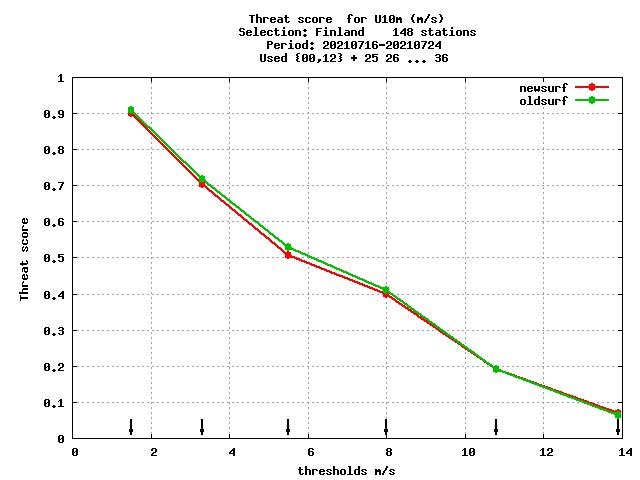 Threat score  for U10m (m/s)
Selection: Finland    148 stations
Period: 20210716-20210724
Used {00,12} + 25 26 ... 36
1
newsurf
oldsurf
0.9
0.8
0.7
0.6
0.5
0.4
0.3
0.2
0.1
0
Threat score
0 2 4 6 8 10 12 14
thresholds m/s